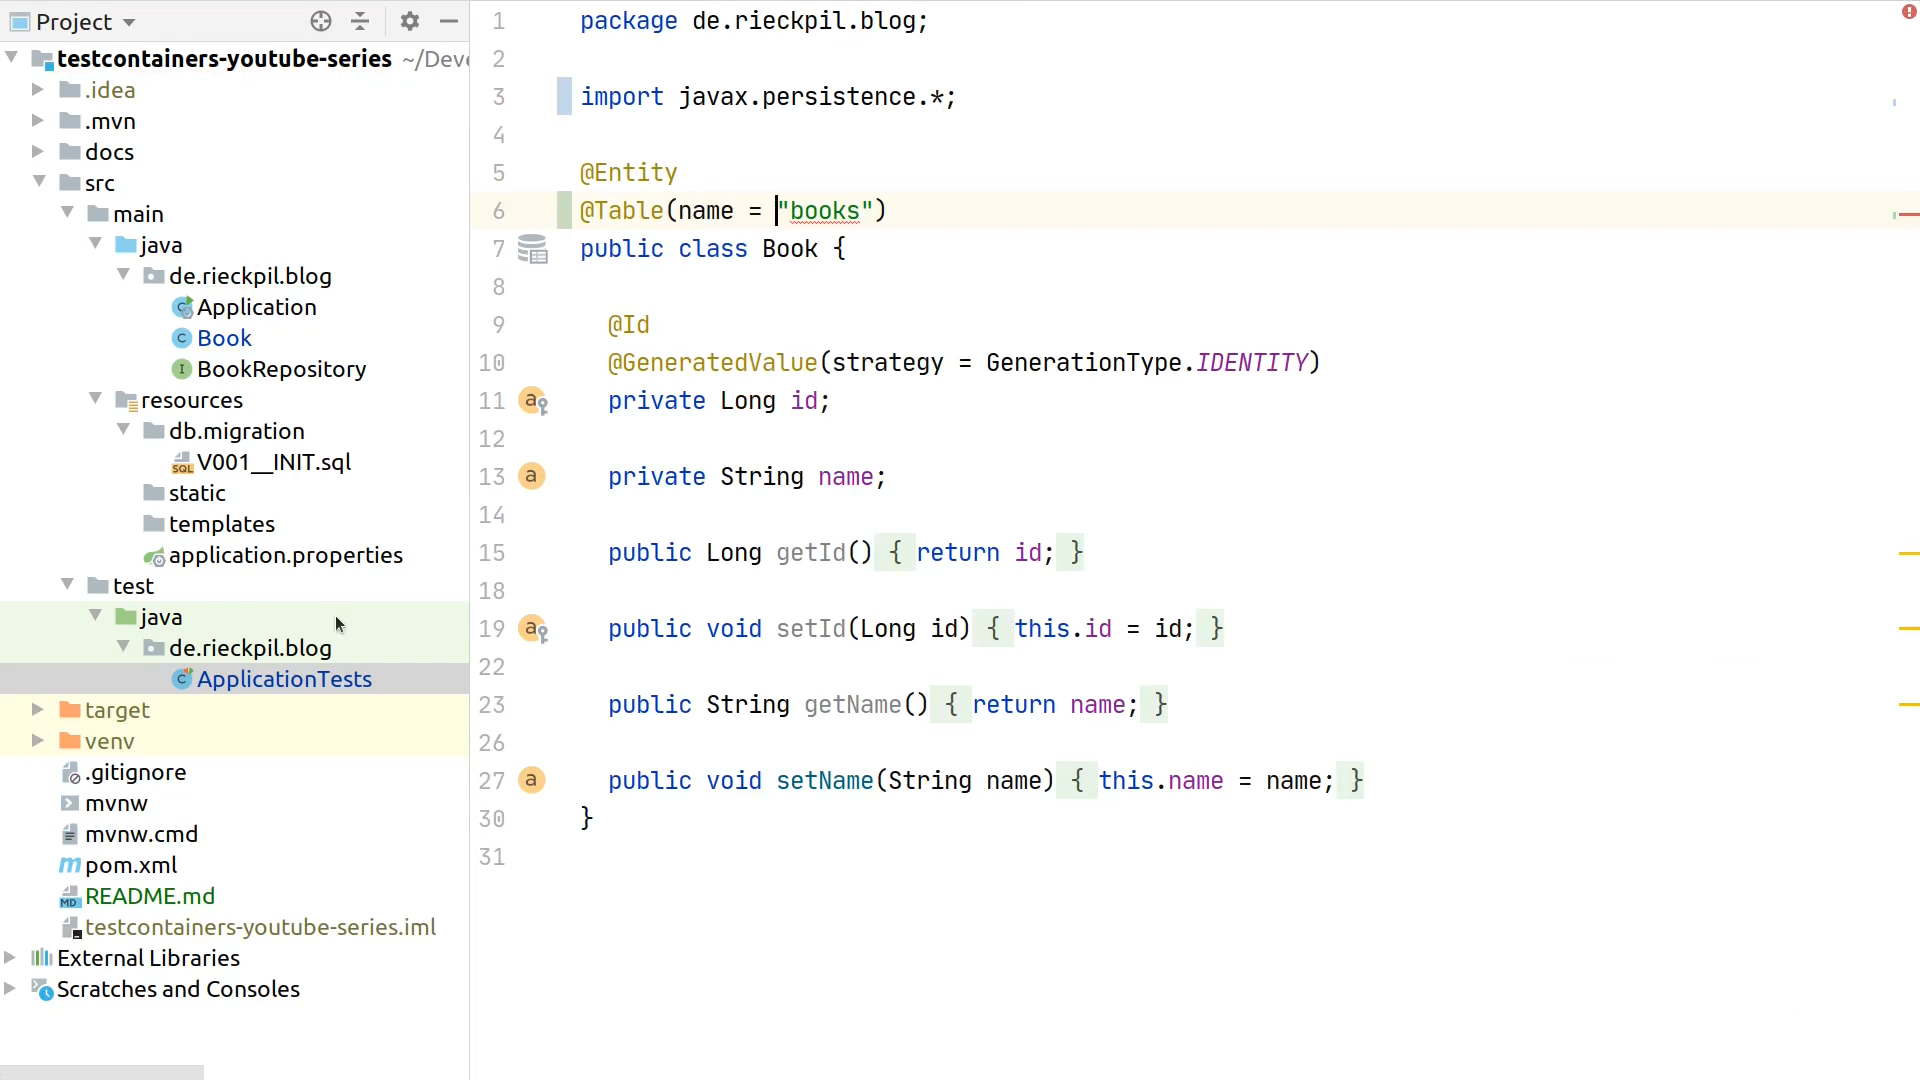 Project
testcontainers-youtube-series ~/Deve
.idea
.mvn
docs
src
main
java
de.rieckpil.blog
Application
Book
BookRepository
resources
db.migration
V001__INIT.sql
static
templates
application.properties
test
java
de.rieckpil.blog
ApplicationTests
target
venv
.gitignore
mvnw
mvnw.cmd
pom.xml
README.md
testcontainers-youtube-series.iml
External Libraries
Scratches and Consoles
1 package de.rieckpil.blog;
2
3 import javax.persistence.*;
4
5 @Entity
6 @Table(name = "books")
7 public class Book {
8
9 @Id
10 @GeneratedValue(strategy = GenerationType.IDENTITY)
11 private Long id;
12
13 private String name;
14
15 public Long getId() { return id; }
18
19 public void setId(Long id) { this.id = id; }
22
23 public String getName() { return name; }
26
27 public void setName(String name) { this.name = name; }
30 }
31